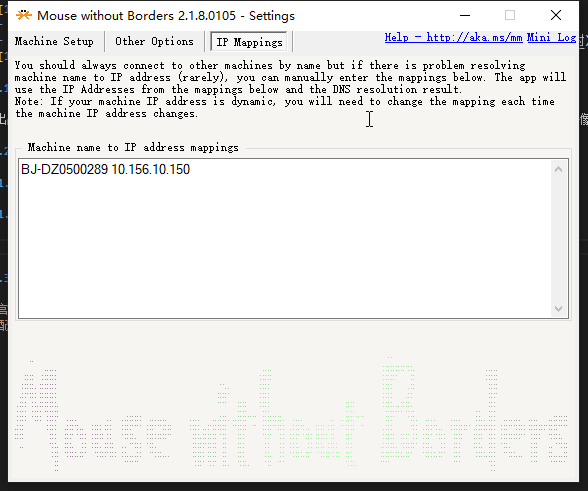 Mouse without Borders 2.1.8.0105 - Settings
Machine Setup Other Options IP Mappings Help - http://aka.ms/mm Mini Log
You should always connect to other machines by name but if there is problem resolving
machine name to IP address (rarely), you can manually enter the mappings below. The app will
use the IP Addresses from the mappings below and the DNS resolution result.
Note: If your machine IP address is dynamic, you will need to change the mapping each time
the machine IP address changes.
Machine name to IP address mappings
BJ-DZ0500289 10.156.10.150
Mouse without Borders